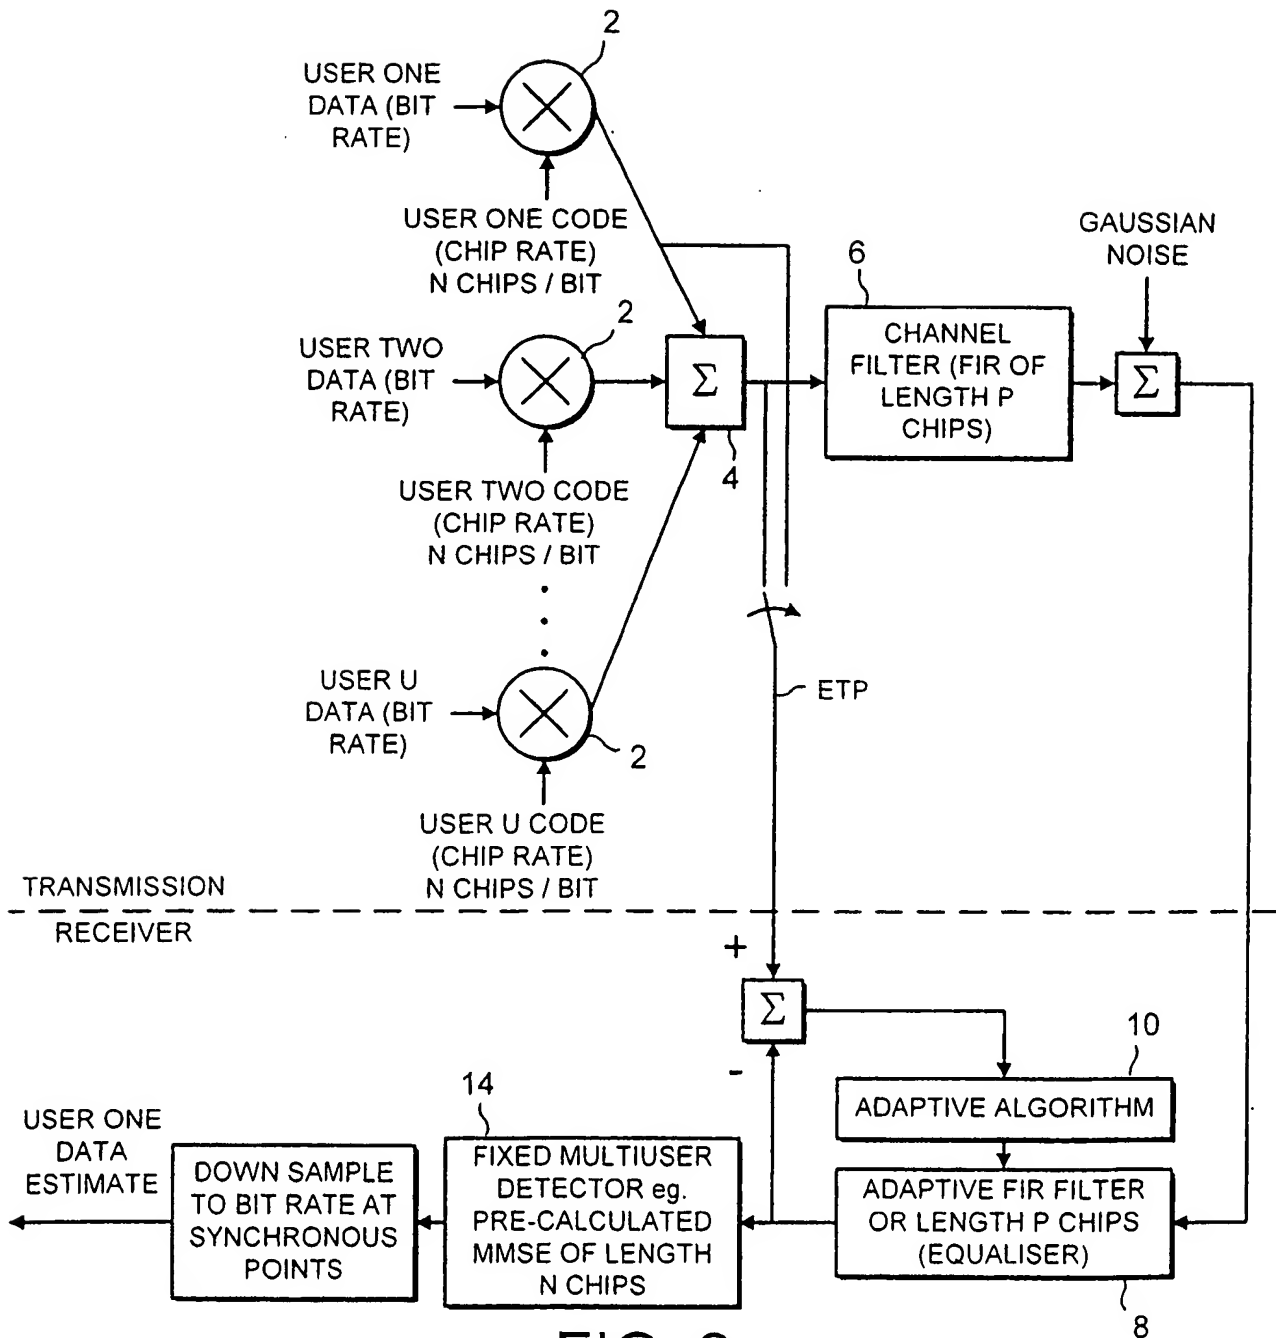 2
USER ONE
DATA (BIT
RATE)
USER ONE CODE
(CHIP RATE)
N CHIPS / BIT
GAUSSIAN
NOISE
6
CHANNEL
FILTER (FIR OF
LENGTH P
CHIPS)
Σ
2
USER TWO
DATA (BIT
RATE)
Σ
4
USER TWO CODE
(CHIP RATE)
N CHIPS / BIT
USER U
DATA (BIT
RATE)
2
ETP
USER U CODE
(CHIP RATE)
N CHIPS / BIT
TRANSMISSION
RECEIVER
+
Σ
-
10
ADAPTIVE ALGORITHM
14
USER ONE
DATA
ESTIMATE
DOWN SAMPLE
TO BIT RATE AT
SYNCHRONOUS
POINTS
FIXED MULTIUSER
DETECTOR eg.
PRE-CALCULATED
MMSE OF LENGTH
N CHIPS
ADAPTIVE FIR FILTER
OR LENGTH P CHIPS
(EQUALISER)
8
FIG